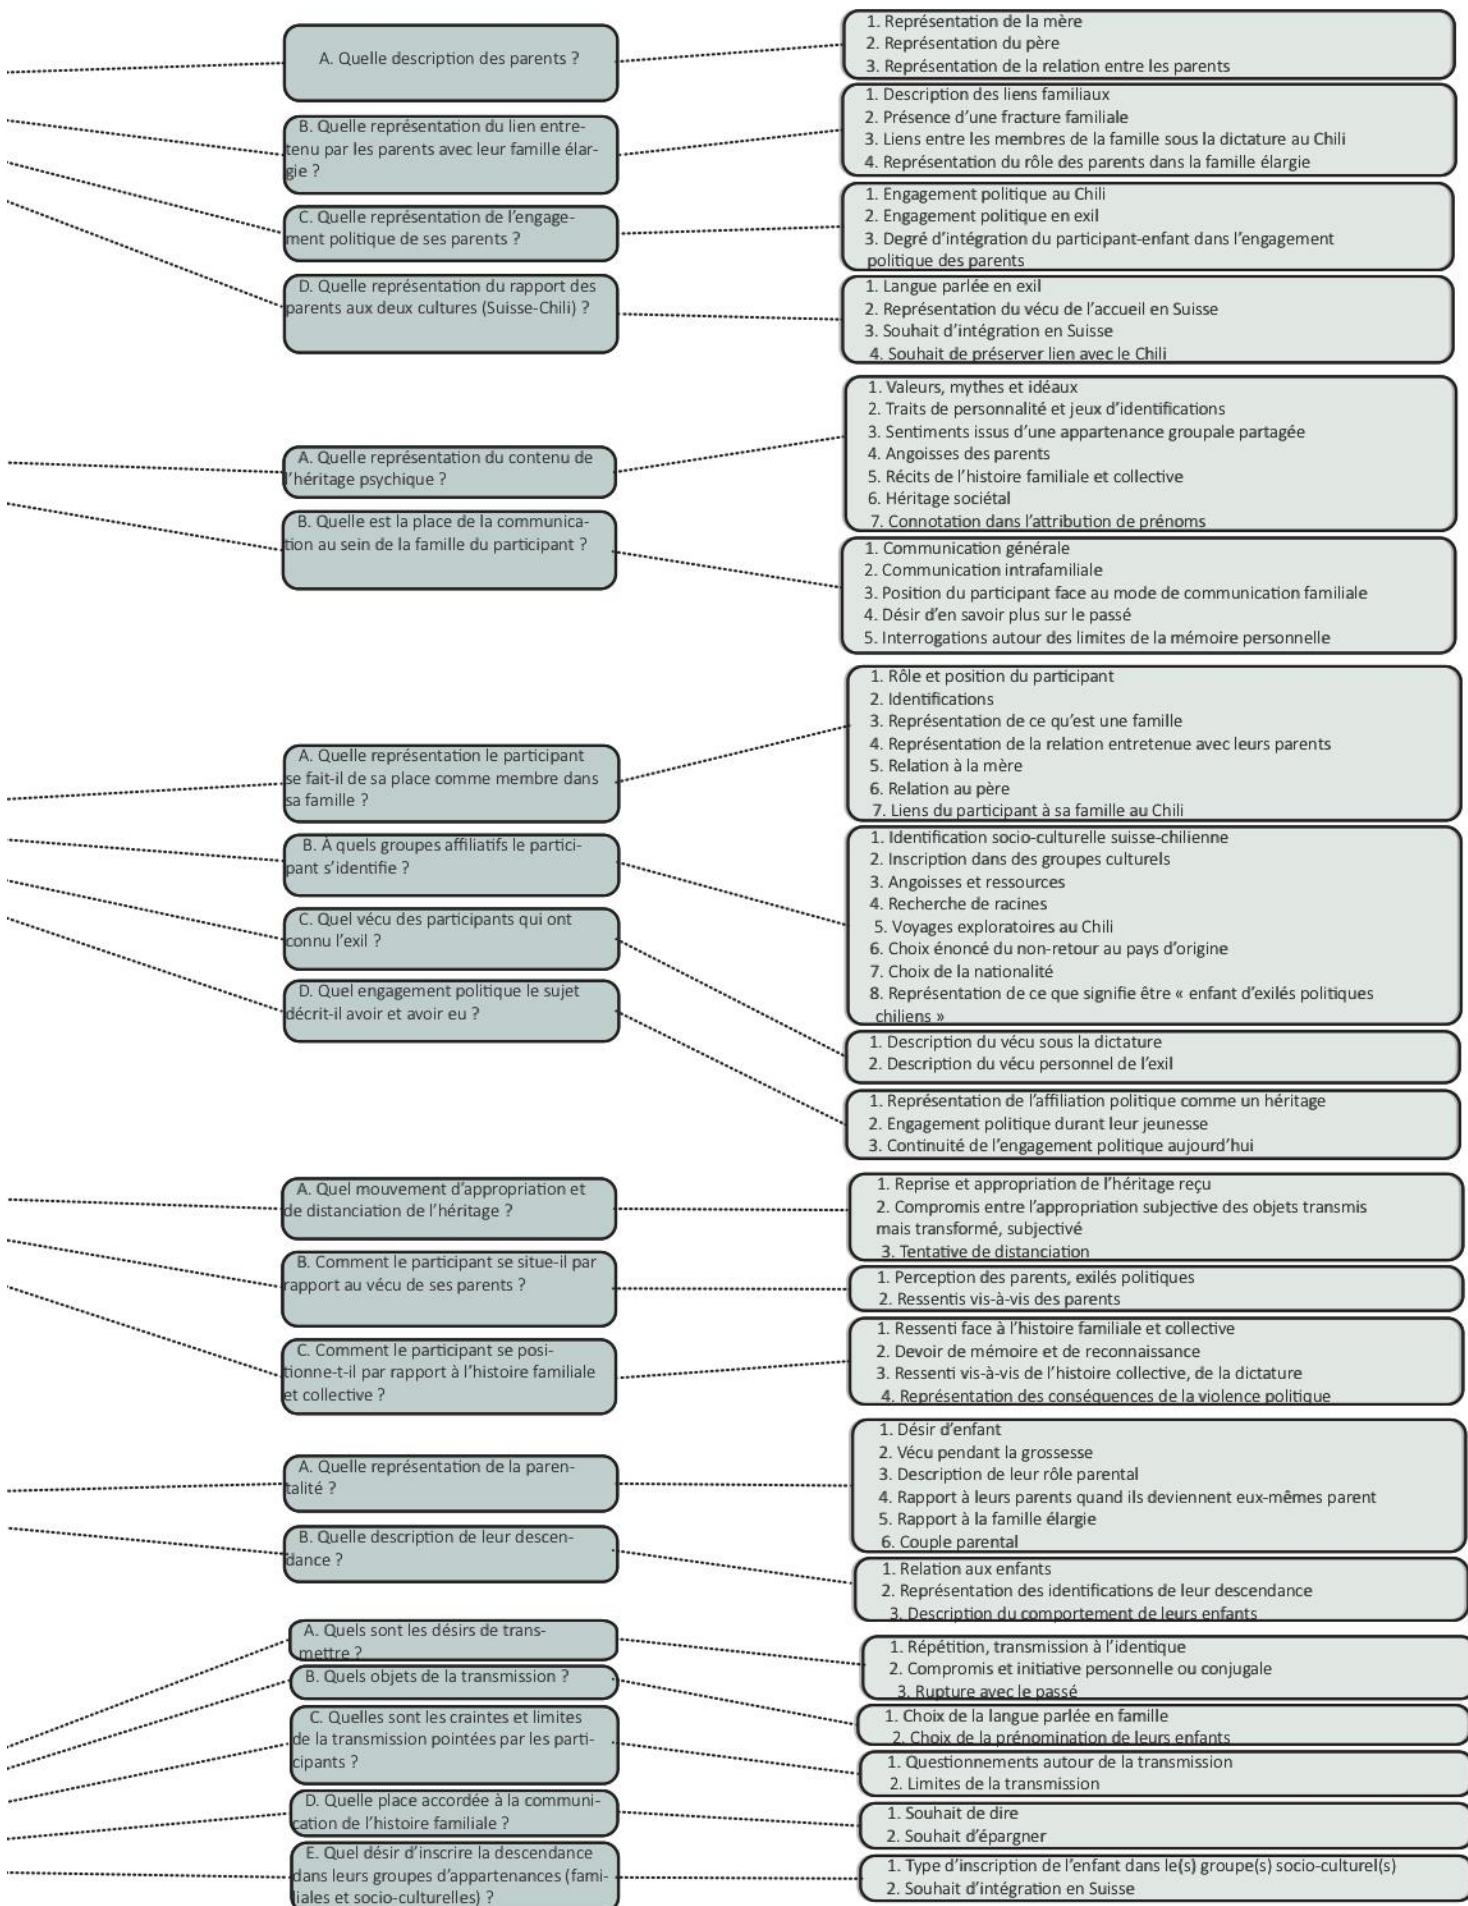 A. Quelle description des parents ?
1. Représentation de la mère
2. Représentation du père
3. Représentation de la relation entre les parents
B. Quelle représentation du lien entre-
tenu par les parents avec leur famille élar-
gie ?
1. Description des liens familiaux
2. Présence d'une fracture familiale
3. Liens entre les membres de la famille sous la dictature au Chili
4. Représentation du rôle des parents dans la famille élargie
C. Quelle représentation de l'engage-
ment politique de ses parents ?
1. Engagement politique au Chili
2. Engagement politique en exil
3. Degré d'intégration du participant-enfant dans l'engagement
politique des parents
D. Quelle représentation du rapport des
parents aux deux cultures (Suisse-Chili) ?
1. Langue parlée en exil
2. Représentation du vécu de l'accueil en Suisse
3. Souhait d'intégration en Suisse
4. Souhait de préserver lien avec le Chili
A. Quelle représentation du contenu de
l'héritage psychique ?
1. Valeurs, mythes et idéaux
2. Traits de personnalité et jeux d'identifications
3. Sentiments issus d'une appartenance groupale partagée
4. Angoisses des parents
5. Récits de l'histoire familiale et collective
6. Héritage sociétal
7. Connotation dans l'attribution de prénoms
B. Quelle est la place de la communica-
tion au sein de la famille du participant ?
1. Communication générale
2. Communication intrafamiliale
3. Position du participant face au mode de communication familiale
4. Désir d'en savoir plus sur le passé
5. Interrogations autour des limites de la mémoire personnelle
A. Quelle représentation le participant
se fait-il de sa place comme membre dans
sa famille ?
1. Rôle et position du participant
2. Identifications
3. Représentation de ce qu'est une famille
4. Représentation de la relation entretenue avec leurs parents
5. Relation à la mère
6. Relation au père
7. Liens du participant à sa famille au Chili
B. À quels groupes affiliatifs le partici-
pant s'identifie ?
1. Identification socio-culturelle suisse-chilienne
2. Inscription dans des groupes culturels
3. Angoisses et ressources
4. Recherche de racines
5. Voyages exploratoires au Chili
6. Choix énoncé du non-retour au pays d'origine
7. Choix de la nationalité
8. Représentation de ce que signifie être « enfant d'exilés politiques
chiliens »
C. Quel vécu des participants qui ont
connu l'exil ?
1. Description du vécu sous la dictature
2. Description du vécu personnel de l'exil
D. Quel engagement politique le sujet
décrit-il avoir et avoir eu ?
1. Représentation de l'affiliation politique comme un héritage
2. Engagement politique durant leur jeunesse
3. Continuité de l'engagement politique aujourd'hui
A. Quel mouvement d'appropriation et
de distanciation de l'héritage ?
1. Reprise et appropriation de l'héritage reçu
2. Compromis entre l'appropriation subjective des objets transmis
mais transformé, subjectivé
3. Tentative de distanciation
B. Comment le participant se situe-il par
rapport au vécu de ses parents ?
1. Perception des parents, exilés politiques
2. Ressentis vis-à-vis des parents
C. Comment le participant se posi-
tionne-t-il par rapport à l'histoire familiale
et collective ?
1. Ressenti face à l'histoire familiale et collective
2. Devoir de mémoire et de reconnaissance
3. Ressenti vis-à-vis de l'histoire collective, de la dictature
4. Représentation des conséquences de la violence politique
A. Quelle représentation de la paren-
talité ?
1. Désir d'enfant
2. Vécu pendant la grossesse
3. Description de leur rôle parental
4. Rapport à leurs parents quand ils deviennent eux-mêmes parent
5. Rapport à la famille élargie
6. Couple parental
B. Quelle description de leur descen-
dance ?
1. Relation aux enfants
2. Représentation des identifications de leur descendance
3. Description du comportement de leurs enfants
A. Quels sont les désirs de trans-
mettre ?
1. Répétition, transmission à l'identique
2. Compromis et initiative personnelle ou conjugale
3. Rupture avec le passé
B. Quels objets de la transmission ?
1. Choix de la langue parlée en famille
2. Choix de la prénomination de leurs enfants
C. Quelles sont les craintes et limites
de la transmission pointées par les parti-
cipants ?
1. Questionnements autour de la transmission
2. Limites de la transmission
D. Quelle place accordée à la communi-
cation de l'histoire familiale ?
1. Souhait de dire
2. Souhait d'épargner
E. Quel désir d'inscrire la descendance
dans leurs groupes d'appartenances (fami-
liales et socio-culturelles) ?
1. Type d'inscription de l'enfant dans le(s) groupe(s) socio-culturel(s)
2. Souhait d'intégration en Suisse